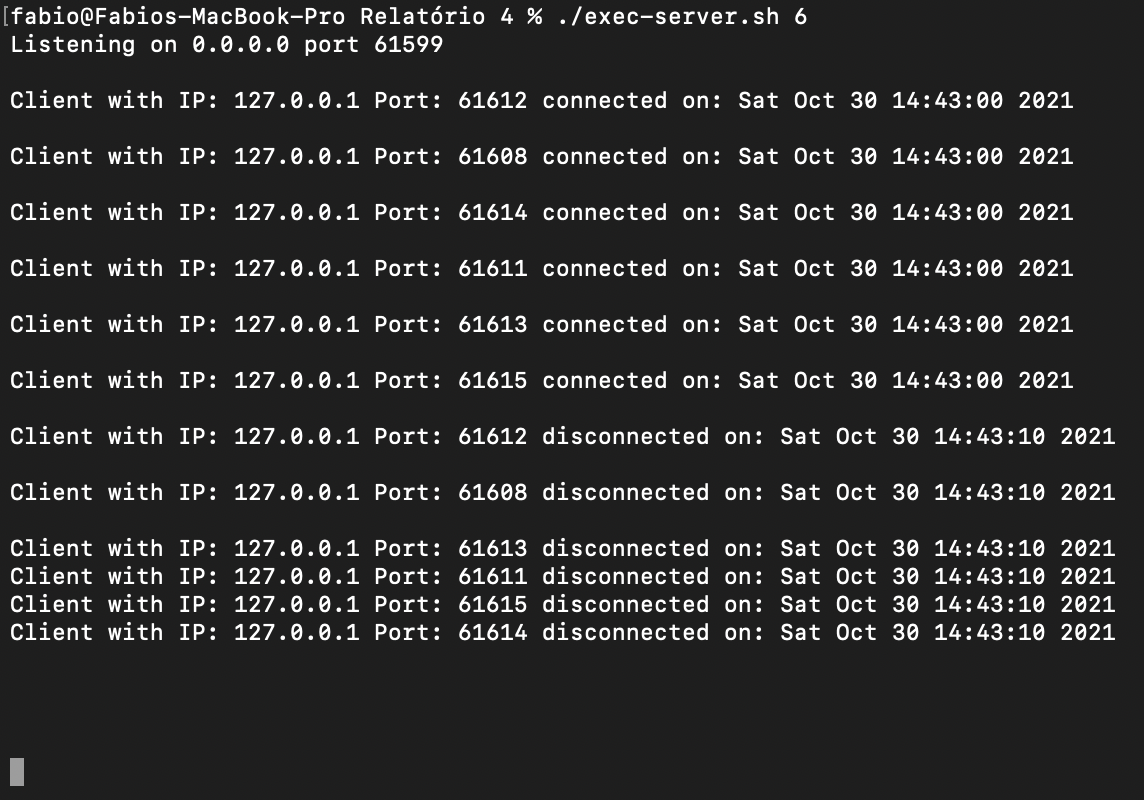 [fabio@Fabios-MacBook-Pro Relatório 4 % ./exec-server.sh 6
Listening on 0.0.0.0 port 61599
Client with IP: 127.0.0.1 Port: 61612 connected on: Sat Oct 30 14:43:00 2021
Client with IP: 127.0.0.1 Port: 61608 connected on: Sat Oct 30 14:43:00 2021
Client with IP: 127.0.0.1 Port: 61614 connected on: Sat Oct 30 14:43:00 2021
Client with IP: 127.0.0.1 Port: 61611 connected on: Sat Oct 30 14:43:00 2021
Client with IP: 127.0.0.1 Port: 61613 connected on: Sat Oct 30 14:43:00 2021
Client with IP: 127.0.0.1 Port: 61615 connected on: Sat Oct 30 14:43:00 2021
Client with IP: 127.0.0.1 Port: 61612 disconnected on: Sat Oct 30 14:43:10 2021
Client with IP: 127.0.0.1 Port: 61608 disconnected on: Sat Oct 30 14:43:10 2021
Client with IP: 127.0.0.1 Port: 61613 disconnected on: Sat Oct 30 14:43:10 2021
Client with IP: 127.0.0.1 Port: 61611 disconnected on: Sat Oct 30 14:43:10 2021
Client with IP: 127.0.0.1 Port: 61615 disconnected on: Sat Oct 30 14:43:10 2021
Client with IP: 127.0.0.1 Port: 61614 disconnected on: Sat Oct 30 14:43:10 2021